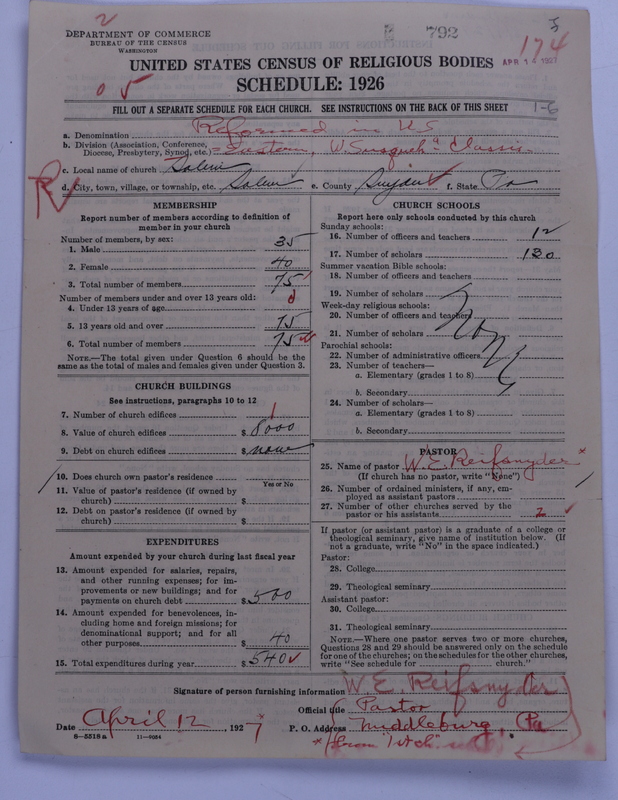 2
DEPARTMENT OF COMMERCE
BUREAU OF THE CENSUS
WASHINGTON
792
174
APR 14 1927
UNITED STATES CENSUS OF RELIGIOUS BODIES
SCHEDULE: 1926
0 5
FILL OUT A SEPARATE SCHEDULE FOR EACH CHURCH. SEE INSTRUCTIONS ON THE BACK OF THIS SHEET
1-6
a. Denomination Reformed in US
b. Division (Association, Conference, Diocese, Presbytery, Synod, etc.) Eastern, W. Susqueh" Classis
c. Local name of church Salem
d. City, town, village, or township, etc. Salem e. County Snyder f. State Pa
MEMBERSHIP
Report number of members according to definition of
member in your church
Number of members, by sex:
1. Male 35
2. Female 40
3. Total number of members 75
Number of members under and over 13 years old:
4. Under 13 years of age
5. 13 years old and over 75
6. Total number of members 75
NOTE.—The total given under Question 6 should be the
same as the total of males and females given under Question 3.
CHURCH BUILDINGS
See instructions, paragraphs 10 to 12
7. Number of church edifices 1
8. Value of church edifices $ 8000
9. Debt on church edifices $ none
10. Does church own pastor's residence
Yes or No
11. Value of pastor's residence (if owned by
church) $
12. Debt on pastor's residence (if owned by
church) $
EXPENDITURES
Amount expended by your church during last fiscal year
13. Amount expended for salaries, repairs,
and other running expenses; for im-
provements or new buildings; and for
payments on church debt $ 500
14. Amount expended for benevolences, in-
cluding home and foreign missions; for
denominational support; and for all
other purposes $ 40
15. Total expenditures during year $ 540
CHURCH SCHOOLS
Report here only schools conducted by this church
Sunday schools:
16. Number of officers and teachers 12
17. Number of scholars 130
Summer vacation Bible schools:
18. Number of officers and teachers
19. Number of scholars
Week-day religious schools:
20. Number of officers and teachers
21. Number of scholars
None
Parochial schools:
22. Number of administrative officers
23. Number of teachers—
a. Elementary (grades 1 to 8)
b. Secondary
24. Number of scholars—
a. Elementary (grades 1 to 8)
b. Secondary
PASTOR
25. Name of pastor W. E. Reifsnyder *
(If church has no pastor, write "None")
26. Number of ordained ministers, if any, em-
ployed as assistant pastors
27. Number of other churches served by the
pastor or his assistants 2
If pastor (or assistant pastor) is a graduate of a college or
theological seminary, give name of institution below. (If
not a graduate, write "No" in the space indicated.)
Pastor:
28. College
29. Theological seminary
Assistant pastor:
30. College
31. Theological seminary
NOTE.—Where one pastor serves two or more churches,
Questions 28 and 29 should be answered only on the schedule
for one of the churches; on the schedules for the other churches,
write "See schedule for church."
Signature of person furnishing information W. E. Reifsnyder
Official title Pastor
Date April 12, 1927 * P. O. Address Middleburg, Pa
8-5518a 11-9054
* from